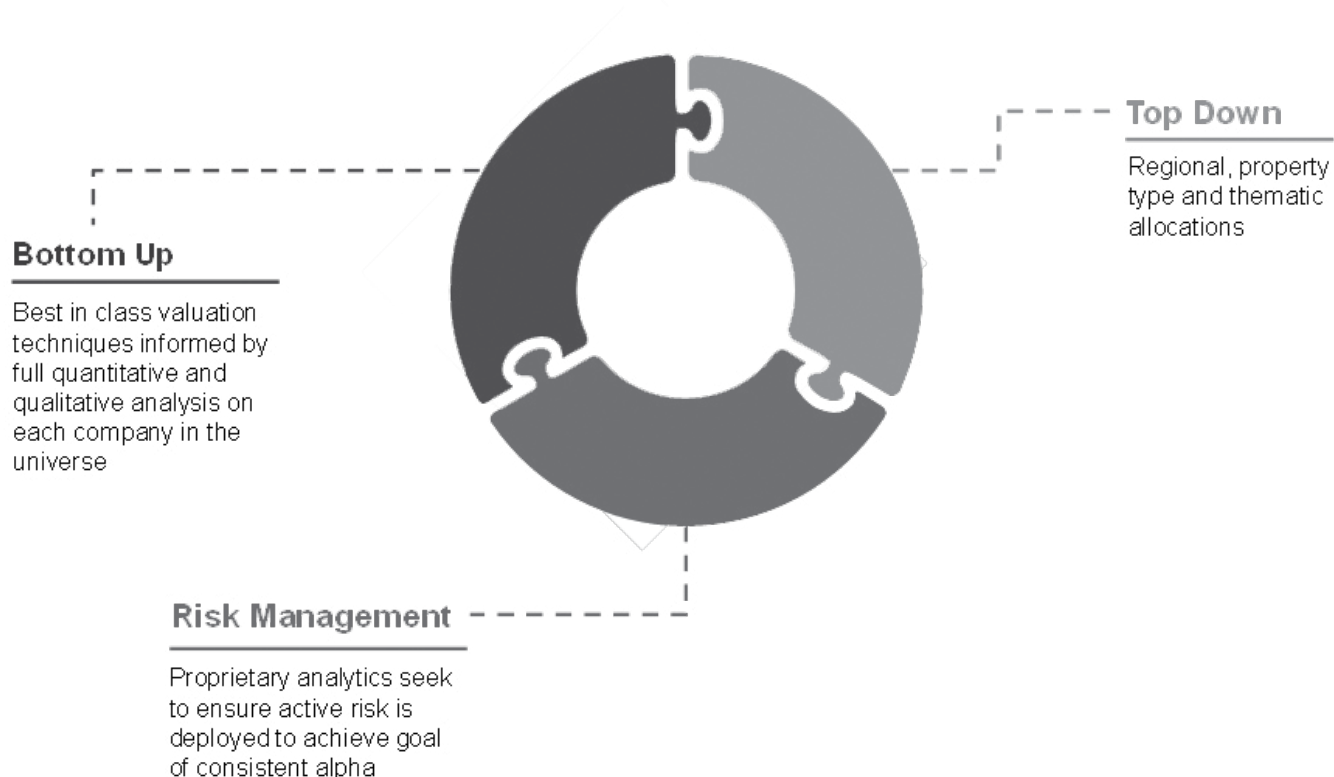 Top Down
Regional, property
type and thematic
allocations
Bottom Up
Best in class valuation
techniques informed by
full quantitative and
qualitative analysis on
each company in the
universe
Risk Management
Proprietary analytics seek
to ensure active risk is
deployed to achieve goal
of consistent alpha